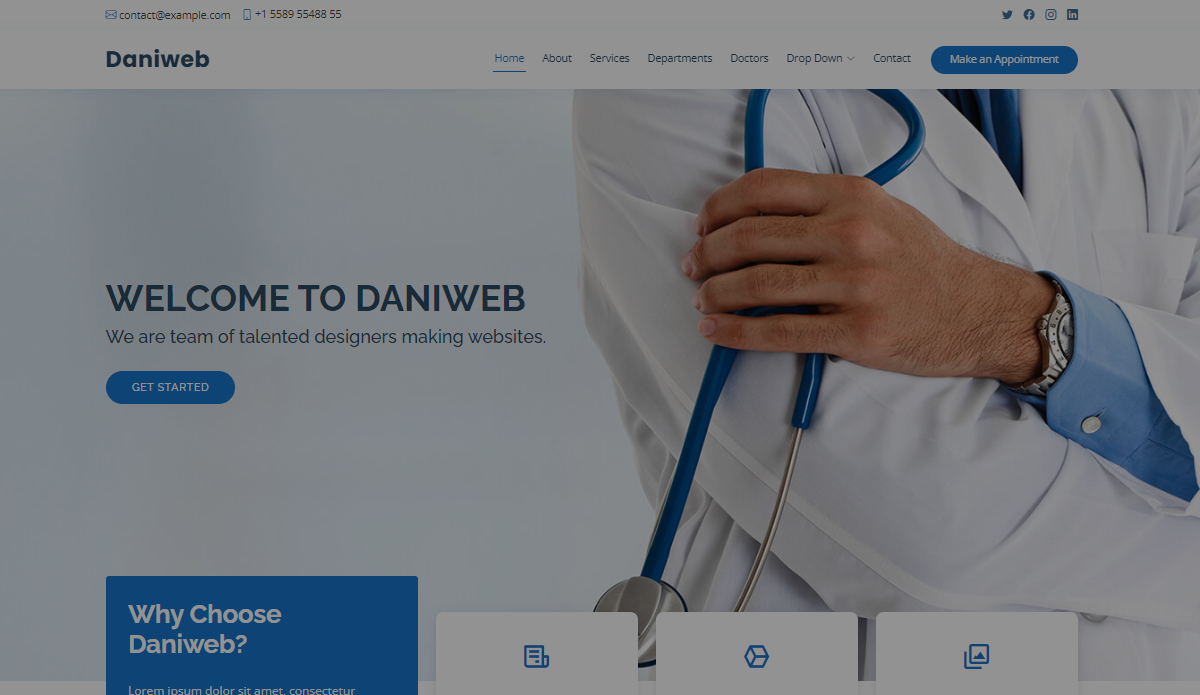 contact@example.com +1 5589 55488 55
Daniweb
Home About Services Departments Doctors Drop Down Contact Make an Appointment
WELCOME TO DANIWEB
We are team of talented designers making websites.
GET STARTED
Why Choose
Daniweb?
Lorem ipsum dolor sit amet, consectetur